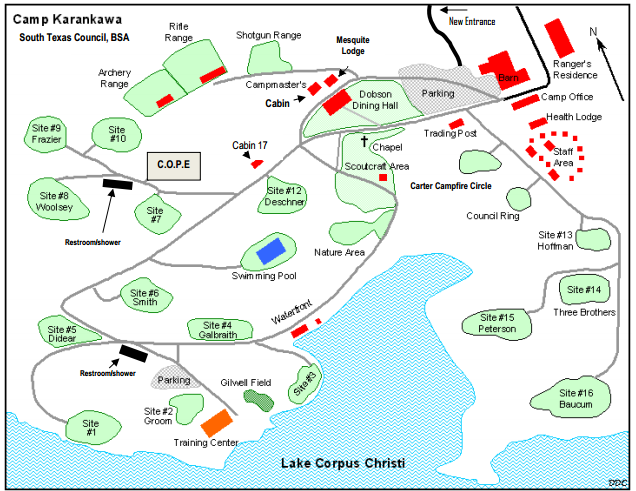 Camp Karankawa
South Texas Council, BSA
Rifle
Range
Shotgun Range
Mesquite
Lodge
New Entrance
N
Archery
Range
Campmaster's
Cabin
Dobson
Dining Hall
Parking
Barn
Ranger's
Residence
Camp Office
Health Lodge
Trading Post
Staff
Area
Site #9
Frazier
Site
#10
C.O.P.E
Cabin 17
Chapel
Scoutcraft Area
Carter Campfire Circle
Council Ring
Site #8
Woolsey
Site
#7
Restroom/shower
Site #12
Deschner
Nature Area
Site #13
Hoffman
Swimming Pool
Site #6
Smith
Site #14
Three Brothers
Waterfront
Site #15
Peterson
Site #5
Didear
Site #4
Galbraith
Restroom/shower
Parking
Gilwell Field
Site #3
Site #16
Baucum
Site
#1
Site #2
Groom
Training Center
Lake Corpus Christi
DDC